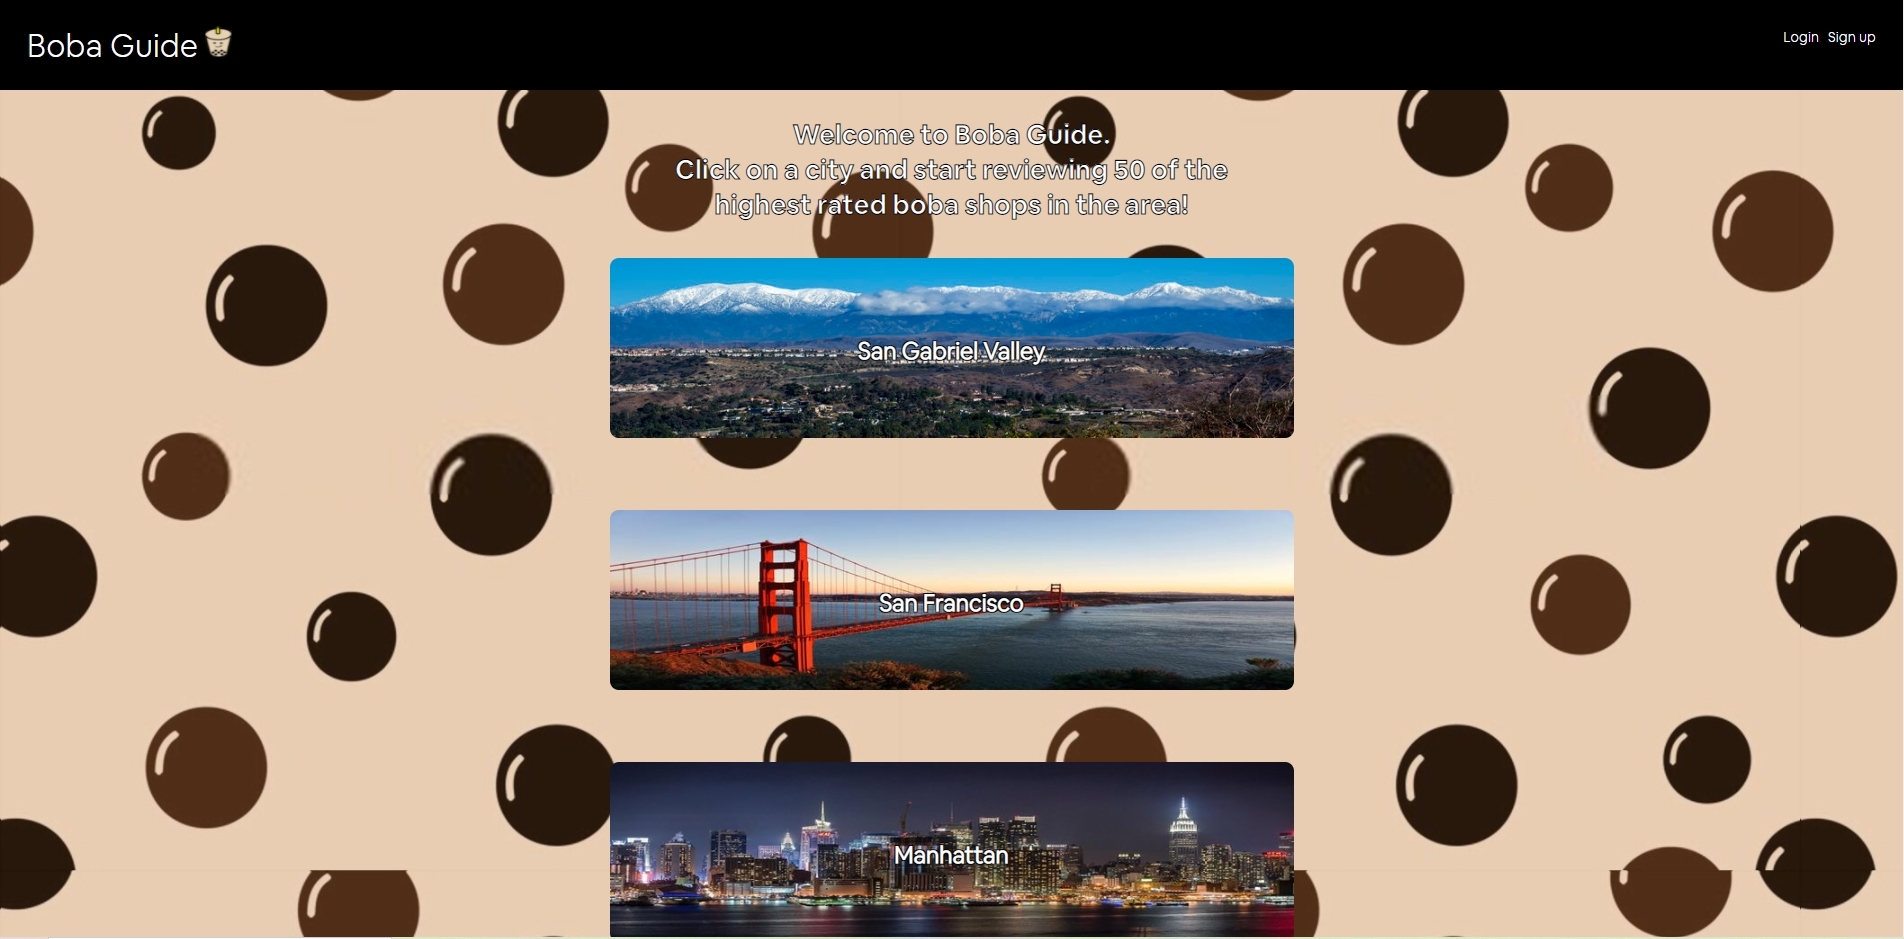 Boba Guide
Login Sign up
Welcome to Boba Guide.
Click on a city and start reviewing 50 of the
highest rated boba shops in the area!
San Gabriel Valley
San Francisco
Manhattan